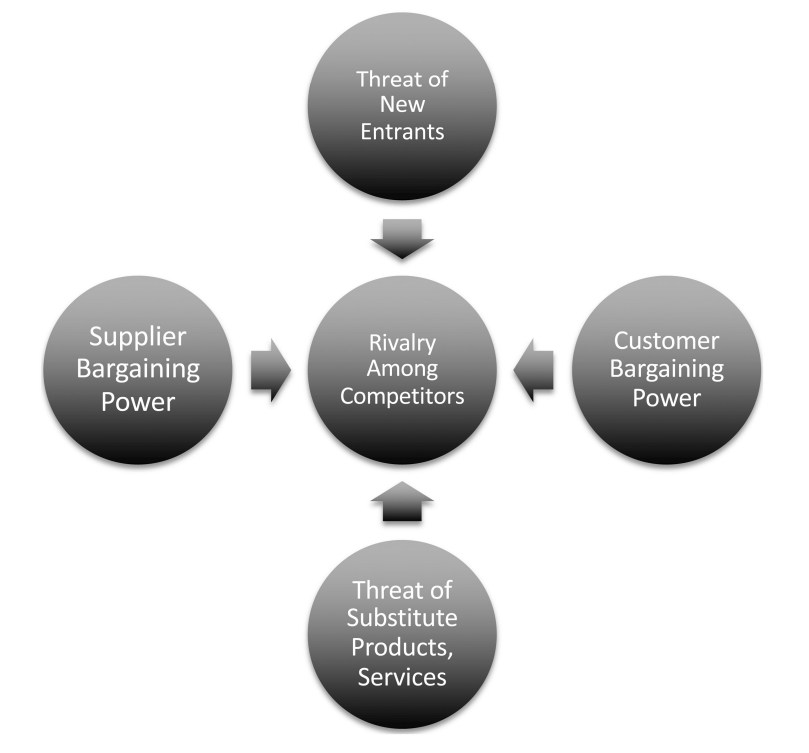 Threat of
New
Entrants
Supplier
Bargaining
Power
Rivalry
Among
Competitors
Customer
Bargaining
Power
Threat of
Substitute
Products,
Services